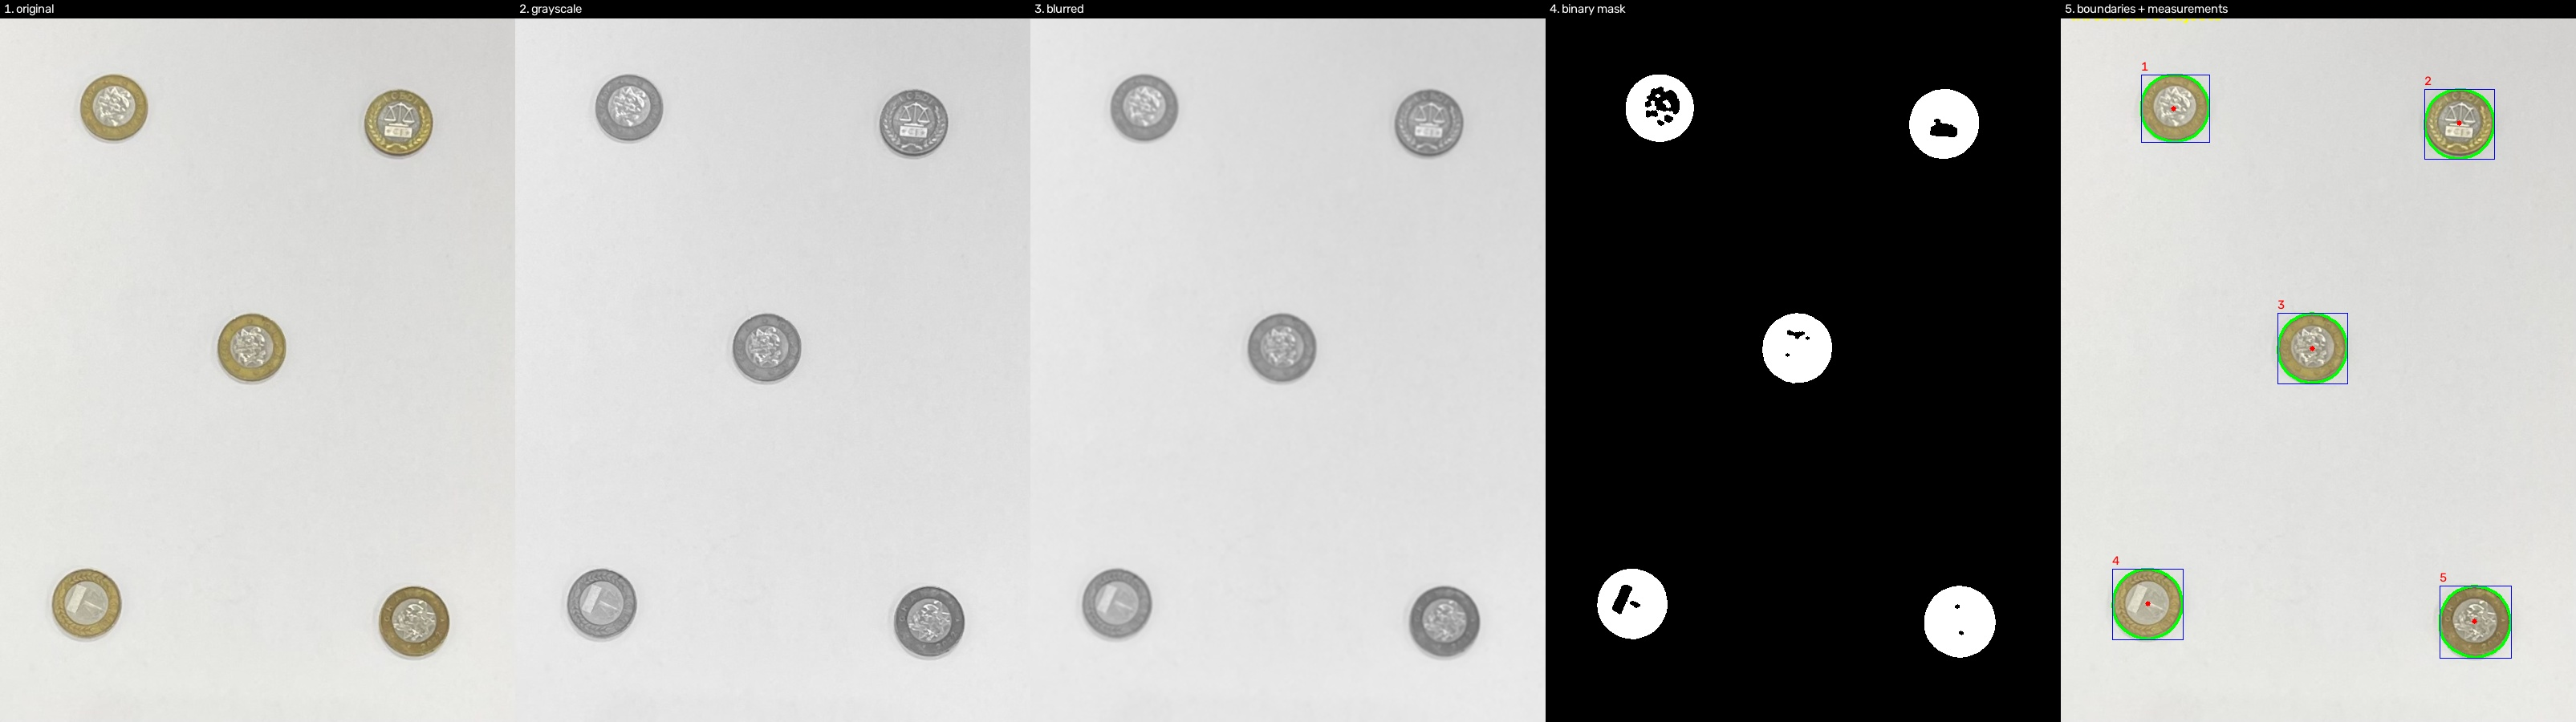 1. original
2. grayscale
3. blurred
4. binary mask
5. boundaries + measurements
1
2
3
4
5